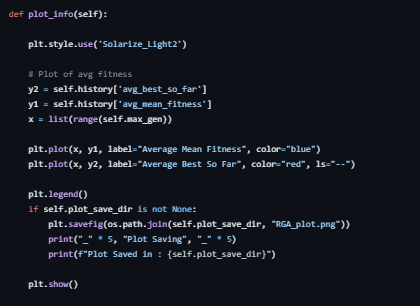 def plot_info(self):
plt.style.use('Solarize_Light2')
# Plot of avg fitness
y2 = self.history['avg_best_so_far']
y1 = self.history['avg_mean_fitness']
x = list(range(self.max_gen))
plt.plot(x, y1, label="Average Mean Fitness", color="blue")
plt.plot(x, y2, label="Average Best So Far", color="red", ls="--")
plt.legend()
if self.plot_save_dir is not None:
plt.savefig(os.path.join(self.plot_save_dir, "RGA_plot.png"))
print("_" * 5, "Plot Saving", "_" * 5)
print(f"Plot Saved in : {self.plot_save_dir}")
plt.show()